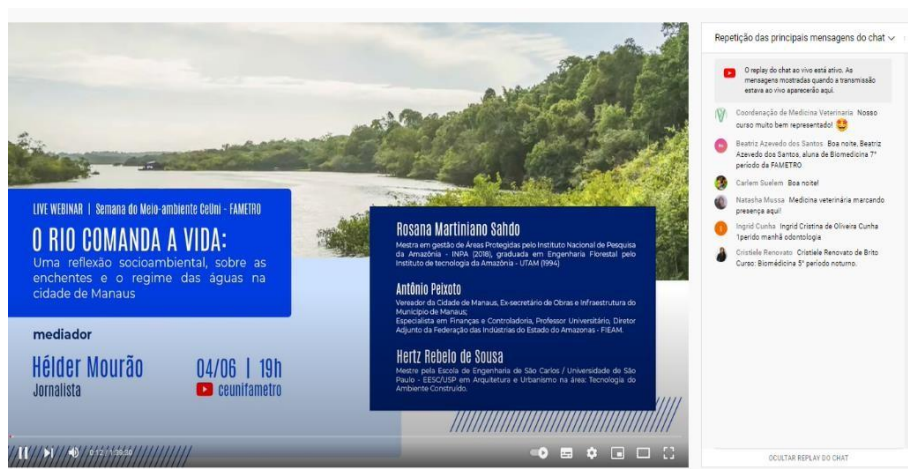 LIVE WEBINAR | Semana do Meio-ambiente CeUni - FAMETRO
O RIO COMANDA A VIDA:
Uma reflexão socioambiental, sobre as
enchentes e o regime das águas na
cidade de Manaus
mediador
Hélder Mourão
Jornalista
04/06 | 19h
ceunifametro
Rosana Martiniano Sahdo
Mestra em gestão de Áreas Protegidas pelo Instituto Nacional de Pesquisa
da Amazônia - INPA (2018), graduada em Engenharia Florestal pelo
Instituto de tecnologia da Amazônia - UTAM (1994)
Antônio Peixoto
Vereador da Cidade de Manaus, Ex-secretário de Obras e Infraestrutura do
Município de Manaus;
Especialista em Finanças e Controladoria, Professor Universitário, Diretor
Adjunto da Federação das Indústrias do Estado do Amazonas - FIEAM.
Hertz Rebelo de Sousa
Mestre pela Escola de Engenharia de São Carlos / Universidade de São
Paulo - EESC/USP em Arquitetura e Urbanismo na área: Tecnologia do
Ambiente Construído.
0:12 / 1:39:30
Repetição das principais mensagens do chat
O replay do chat ao vivo está ativo. As
mensagens mostradas quando a transmissão
estava ao vivo aparecerão aqui.
Coordenação de Medicina Veterinaria Nosso
curso muito bem representado!
Beatriz Azevedo dos Santos Boa noite, Beatriz
Azevedo dos Santos, aluna de Biomedicina 7°
período da FAMETRO
Carlem Suelem Boa noite!
Natasha Mussa Medicina veterinária marcando
presença aqui!
Ingrid Cunha Ingrid Cristina de Oliveira Cunha
1perido manhã odontologia
Cristiele Renovato Cristiele Renovato de Brito
Curso: Biomédicina 5° período noturno.
OCULTAR REPLAY DO CHAT